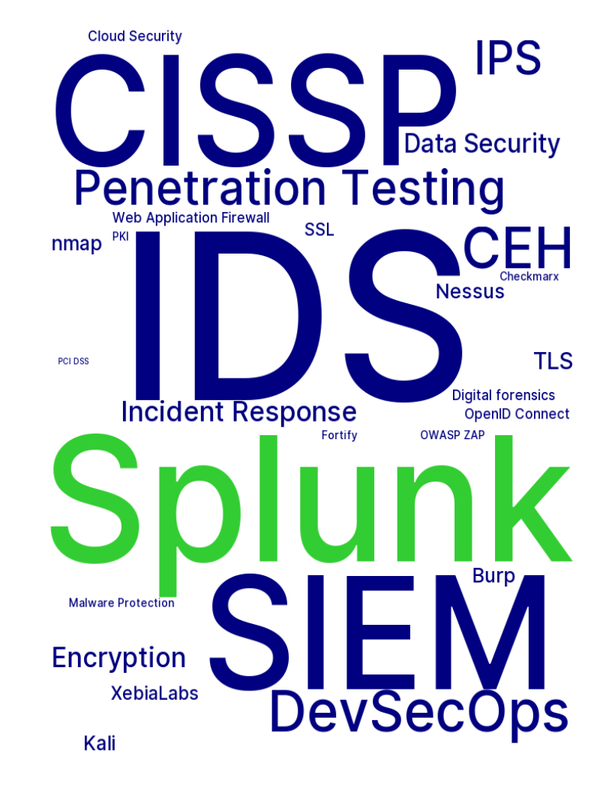 Cloud Security
IPS
CISSP
Data Security
Penetration Testing
Web Application Firewall
SSL
PKI
nmap
CEH
IDS
Checkmarx
Nessus
PCI DSS
TLS
Digital forensics
Incident Response
OpenID Connect
Fortify
OWASP ZAP
Splunk
Burp
SIEM
Malware Protection
Encryption
XebiaLabs
DevSecOps
Kali